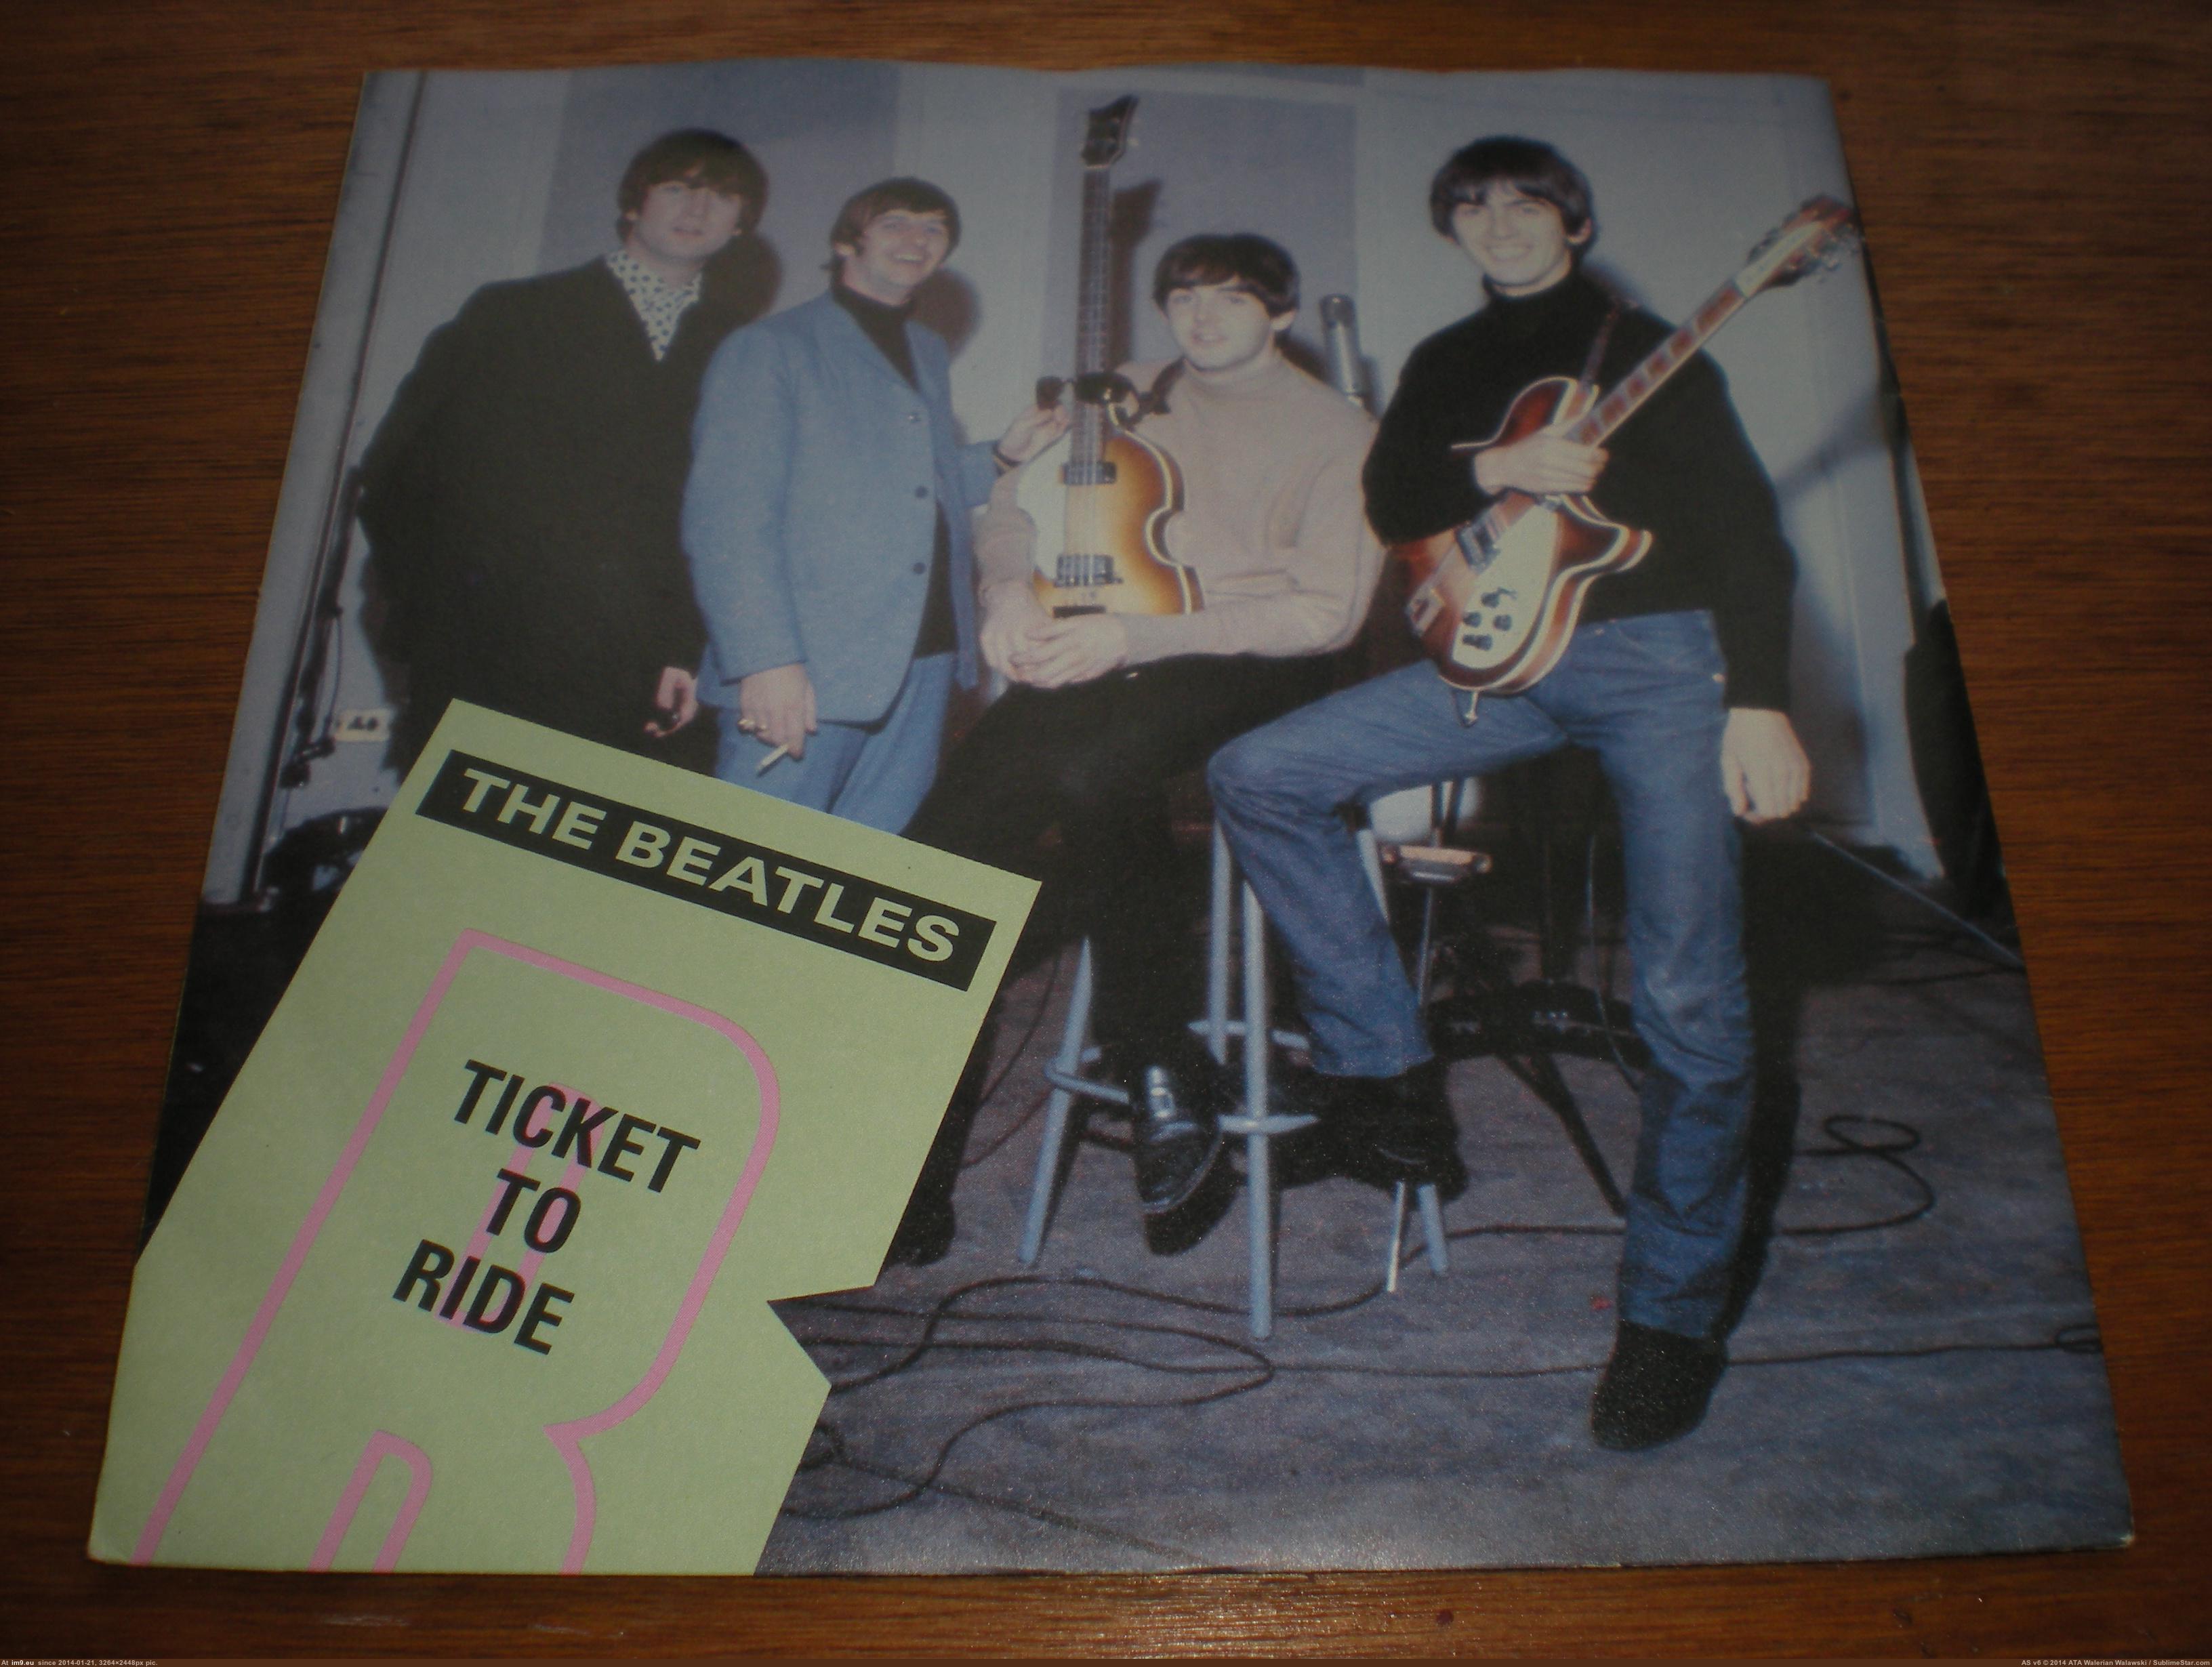 THE BEATLES
TICKET
TO
RIDE
At im9.eu since 2014-01-21, 3264×2448px pic.
AS v6 © 2014 ATA Walerian Walawski / SublimeStar.com